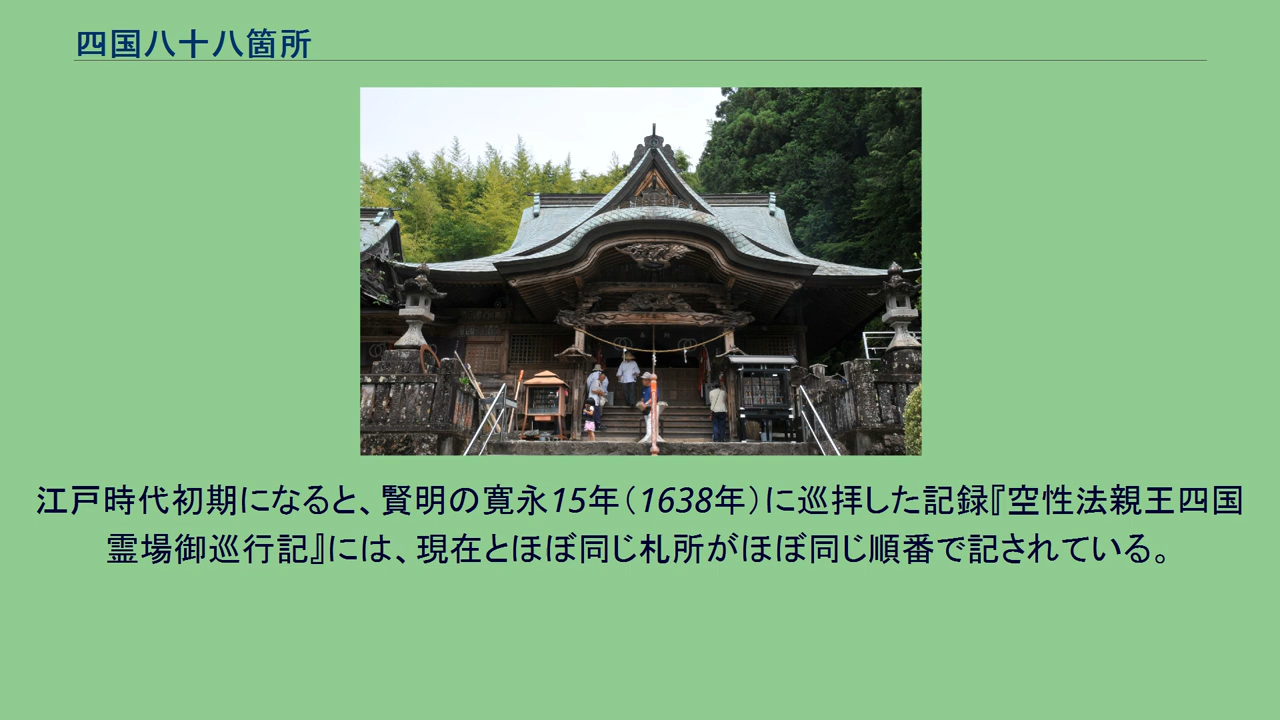 四国八十八箇所
江戸時代初期になると、賢明の寛永15年（1638年）に巡拝した記録『空性法親王四国
霊場御巡行記』には、現在とほぼ同じ札所がほぼ同じ順番で記されている。